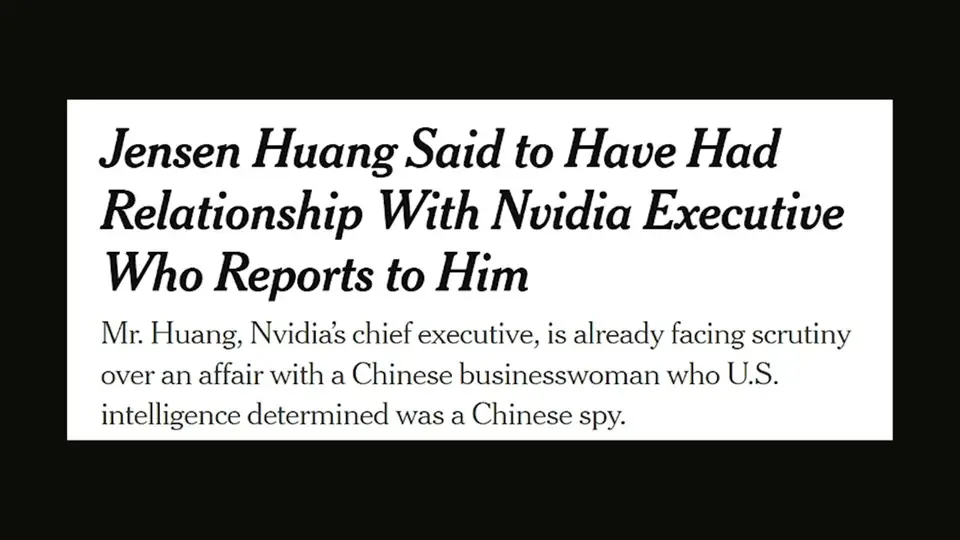 Jensen Huang Said to Have Had
Relationship With Nvidia Executive
Who Reports to Him
Mr. Huang, Nvidia’s chief executive, is already facing scrutiny
over an affair with a Chinese businesswoman who U.S.
intelligence determined was a Chinese spy.